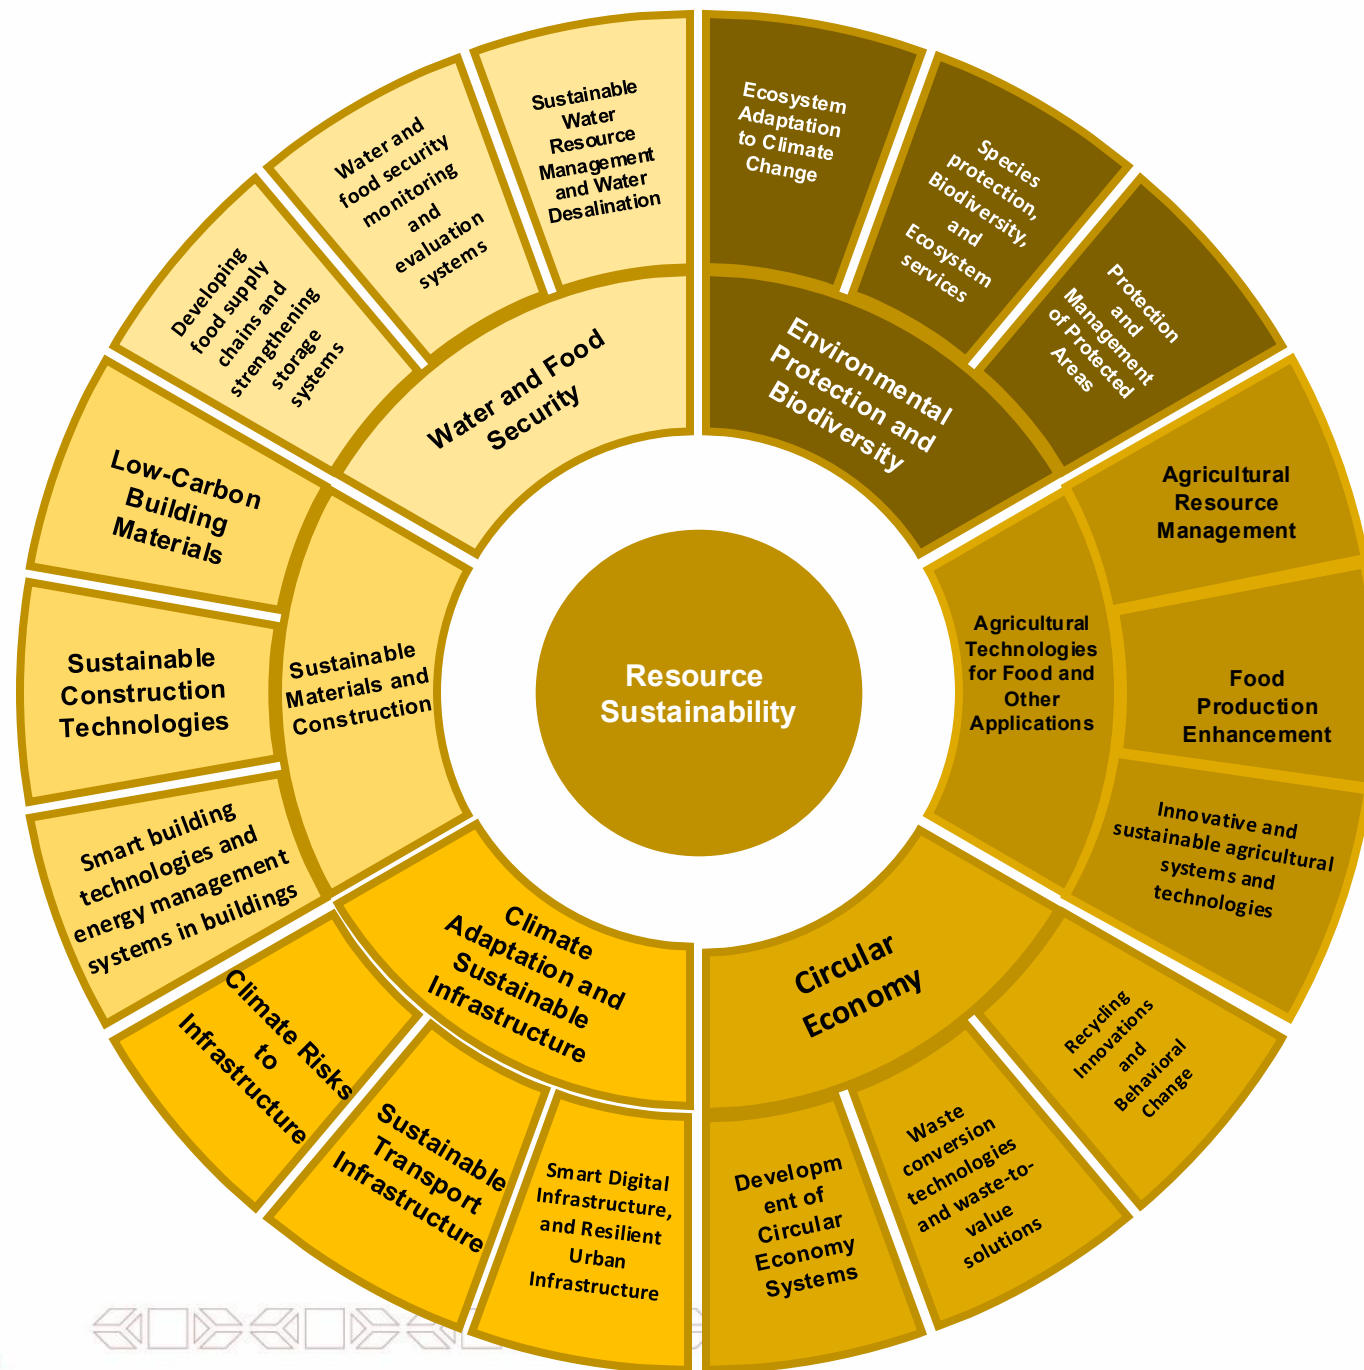 Resource
Sustainability
Environmental
Protection and
Biodiversity
Ecosystem
Adaptation
to Climate
Change
Species
protection,
Biodiversity,
and
Ecosystem
services
Protection
and
Management
of Protected
Areas
Agricultural
Technologies
for Food and
Other
Applications
Agricultural
Resource
Management
Food
Production
Enhancement
Innovative and
sustainable agricultural
systems and
technologies
Circular
Economy
Recycling
Innovations
and
Behavioral
Change
Waste
conversion
technologies
and waste-to-
value
solutions
Developm
ent of
Circular
Economy
Systems
Climate
Adaptation and
Sustainable
Infrastructure
Smart Digital
Infrastructure,
and Resilient
Urban
Infrastructure
Sustainable
Transport
Infrastructure
Climate Risks
to
Infrastructure
Sustainable
Materials and
Construction
Smart building
technologies and
energy management
systems in buildings
Sustainable
Construction
Technologies
Low-Carbon
Building
Materials
Water and Food
Security
Developing
food supply
chains and
strengthening
storage
systems
Water and
food security
monitoring
and
evaluation
systems
Sustainable
Water
Resource
Management
and Water
Desalination